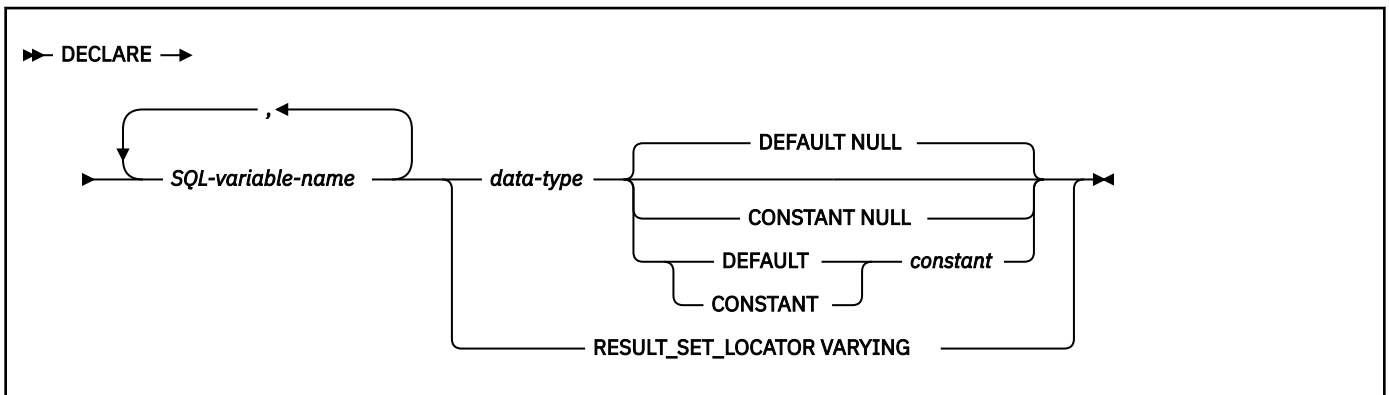 DECLARE
,
SQL-variable-name data-type DEFAULT NULL
CONSTANT NULL
DEFAULT constant
CONSTANT
RESULT_SET_LOCATOR VARYING